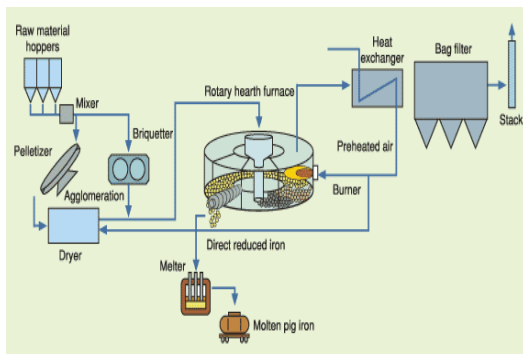 Raw material
hoppers
Mixer
Pelletizer
Briquetter
Agglomeration
Dryer
Rotary hearth furnace
Heat
exchanger
Bag filter
Stack
Preheated air
Burner
Direct reduced iron
Melter
Molten pig iron